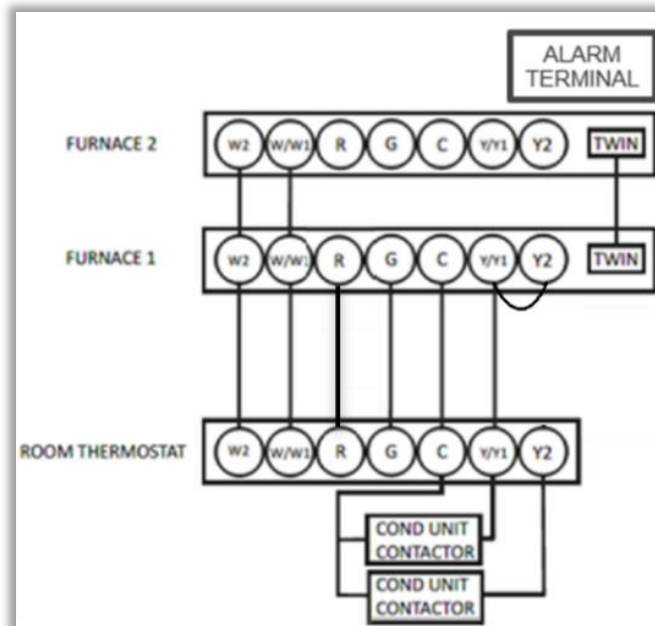 ALARM
TERMINAL
FURNACE 2
W2 W/W1 R G C Y/Y1 Y2 TWIN
FURNACE 1
W2 W/W1 R G C Y/Y1 Y2 TWIN
ROOM THERMOSTAT
W2 W/W1 R G C Y/Y1 Y2
COND UNIT
CONTACTOR
COND UNIT
CONTACTOR